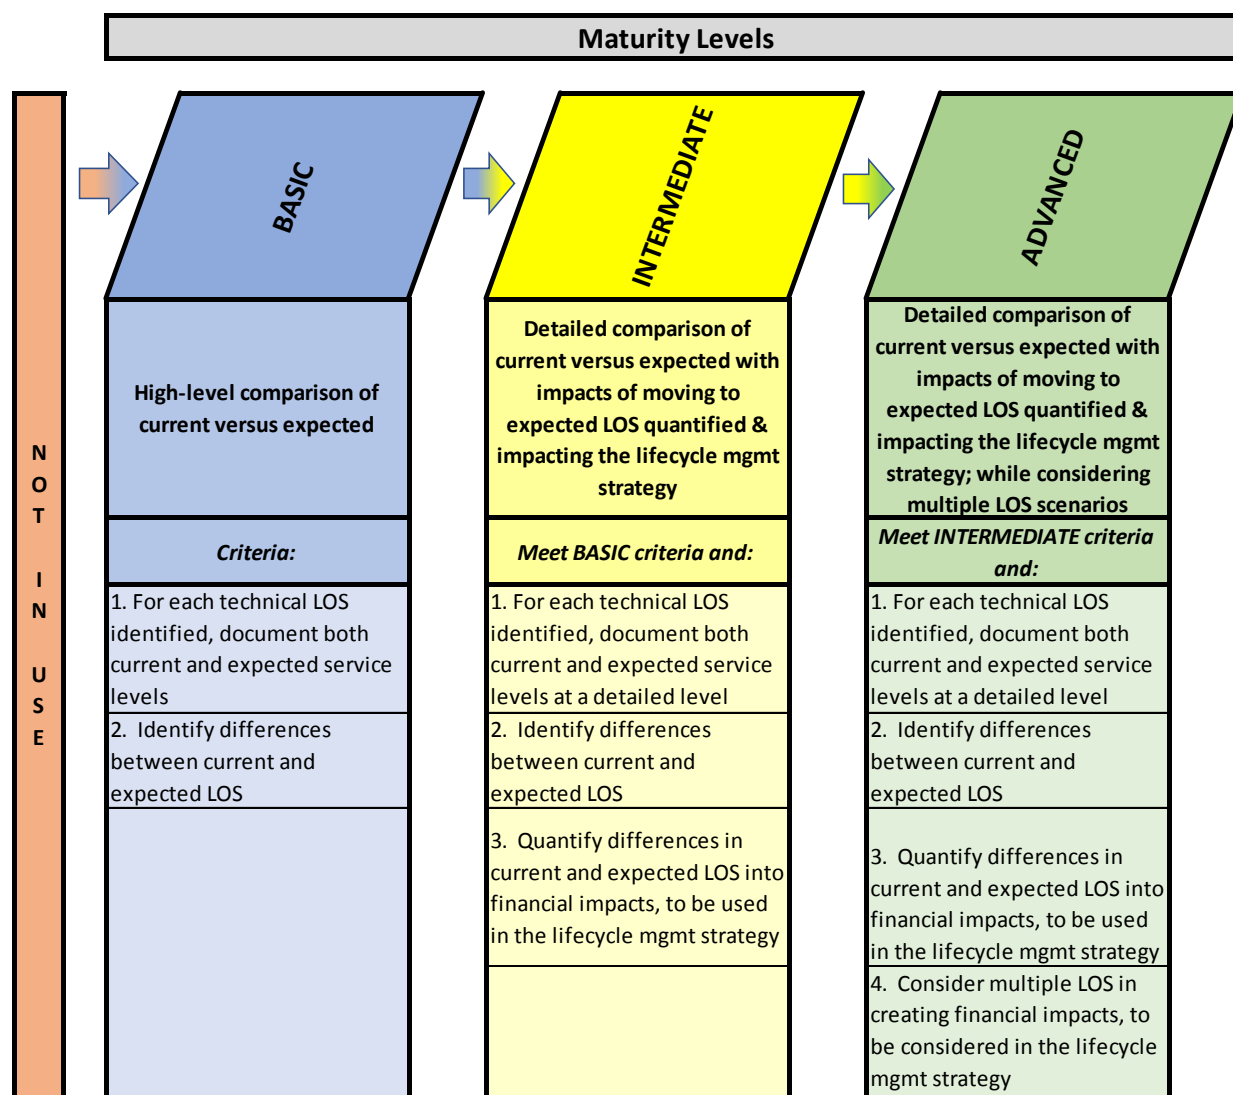 Maturity Levels
N
O
T
I
N
U
S
E
BASIC
High-level comparison of
current versus expected
Criteria:
1. For each technical LOS
identified, document both
current and expected service
levels
2.  Identify differences
between current and
expected LOS
INTERMEDIATE
Detailed comparison of
current versus expected with
impacts of moving to
expected LOS quantified &
impacting the lifecycle mgmt
strategy
Meet BASIC criteria and:
1. For each technical LOS
identified, document both
current and expected service
levels at a detailed level
2.  Identify differences
between current and
expected LOS
3.  Quantify differences in
current and expected LOS into
financial impacts, to be used
in the lifecycle mgmt strategy
ADVANCED
Detailed comparison of
current versus expected with
impacts of moving to
expected LOS quantified &
impacting the lifecycle mgmt
strategy; while considering
multiple LOS scenarios
Meet INTERMEDIATE criteria
and:
1. For each technical LOS
identified, document both
current and expected service
levels at a detailed level
2.  Identify differences
between current and
expected LOS
3.  Quantify differences in
current and expected LOS into
financial impacts, to be used
in the lifecycle mgmt strategy
4.  Consider multiple LOS in
creating financial impacts, to
be considered in the lifecycle
mgmt strategy